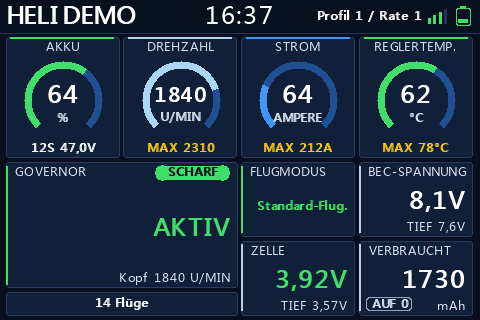 HELI DEMO 16:37 Profil 1 / Rate 1
AKKU
64
%
12S 47,0V
DREHZAHL
1840
U/MIN
MAX 2310
STROM
64
AMPERE
MAX 212A
REGLERTEMP.
62
°C
MAX 78°C
GOVERNOR SCHARF
AKTIV
Kopf 1840 U/MIN
14 Flüge
FLUGMODUS
Standard-Flug.
BEC-SPANNUNG
8,1V
TIEF 7,6V
ZELLE
3,92V
TIEF 3,57V
VERBRAUCHT
1730
AUF 0 mAh